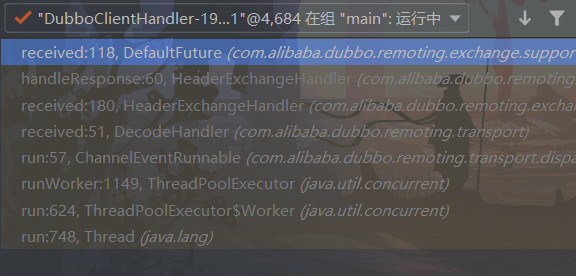 "DubboClientHandler-19...1"@4,684 在组 "main": 运行中
received:118, DefaultFuture (com.alibaba.dubbo.remoting.exchange.suppor
handleResponse:60, HeaderExchangeHandler (com.alibaba.dubbo.remoting.
received:180, HeaderExchangeHandler (com.alibaba.dubbo.remoting.exchan
received:51, DecodeHandler (com.alibaba.dubbo.remoting.transport)
run:57, ChannelEventRunnable (com.alibaba.dubbo.remoting.transport.dispa
runWorker:1149, ThreadPoolExecutor (java.util.concurrent)
run:624, ThreadPoolExecutor$Worker (java.util.concurrent)
run:748, Thread (java.lang)